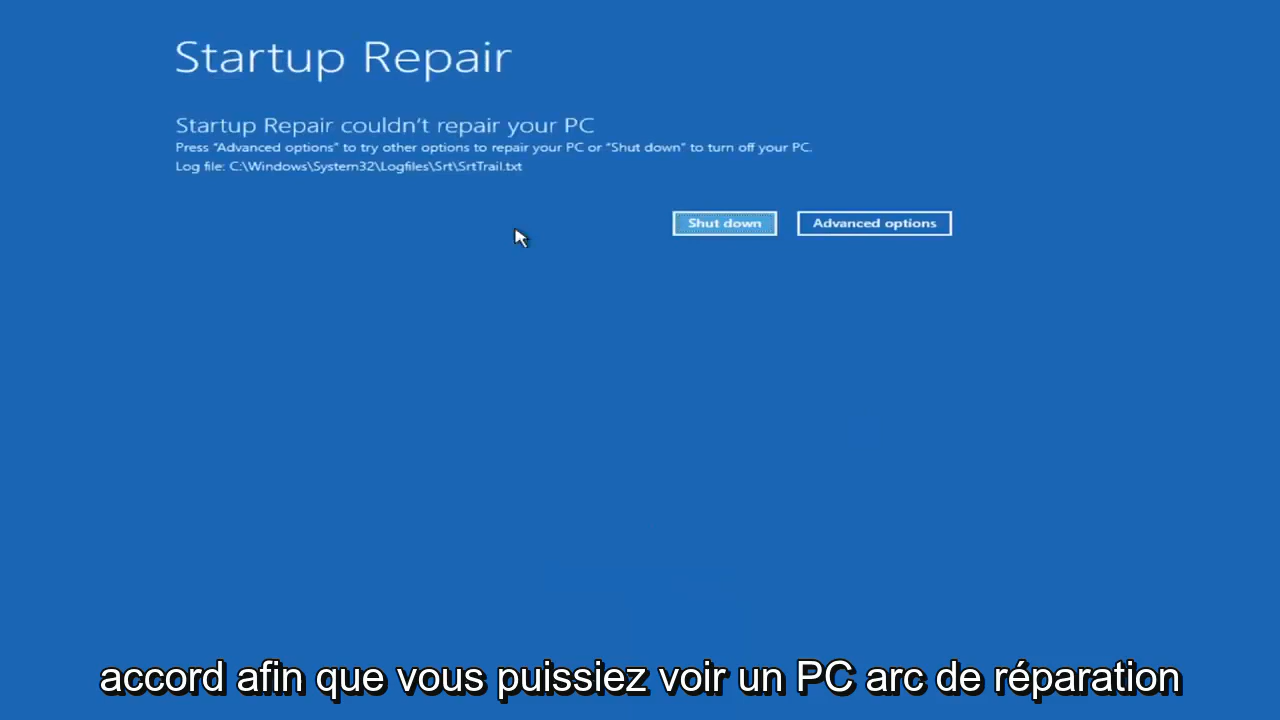 Startup Repair
Startup Repair couldn't repair your PC
Press "Advanced options" to try other options to repair your PC or "Shut down" to turn off your PC.
Log file: C:\Windows\System32\Logfiles\Srt\SrtTrail.txt
Shut down Advanced options
accord afin que vous puissiez voir un PC arc de réparation